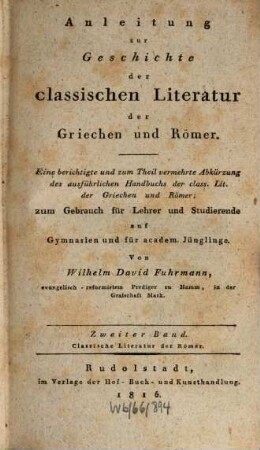 Anleitung
zur
Geschichte
der
classischen Literatur
der
Griechen und Römer.
Eine berichtigte und zum Theil vermehrte Abkürzung
des ausführlichen Handbuchs der class. Lit.
der Griechen und Römer;
zum Gebrauch für Lehrer und Studierende
auf
Gymnasien und für academ. Jünglinge.
Von
Wilhelm David Fuhrmann,
evangelisch-reformirtem Prediger zu Hamm, in der
Grafschaft Mark.
Zweiter Band.
Classische Literatur der Römer.
Rudolstadt,
im Verlage der Hof-Buch-und Kunsthandlung.
1816.
Wb/66/894